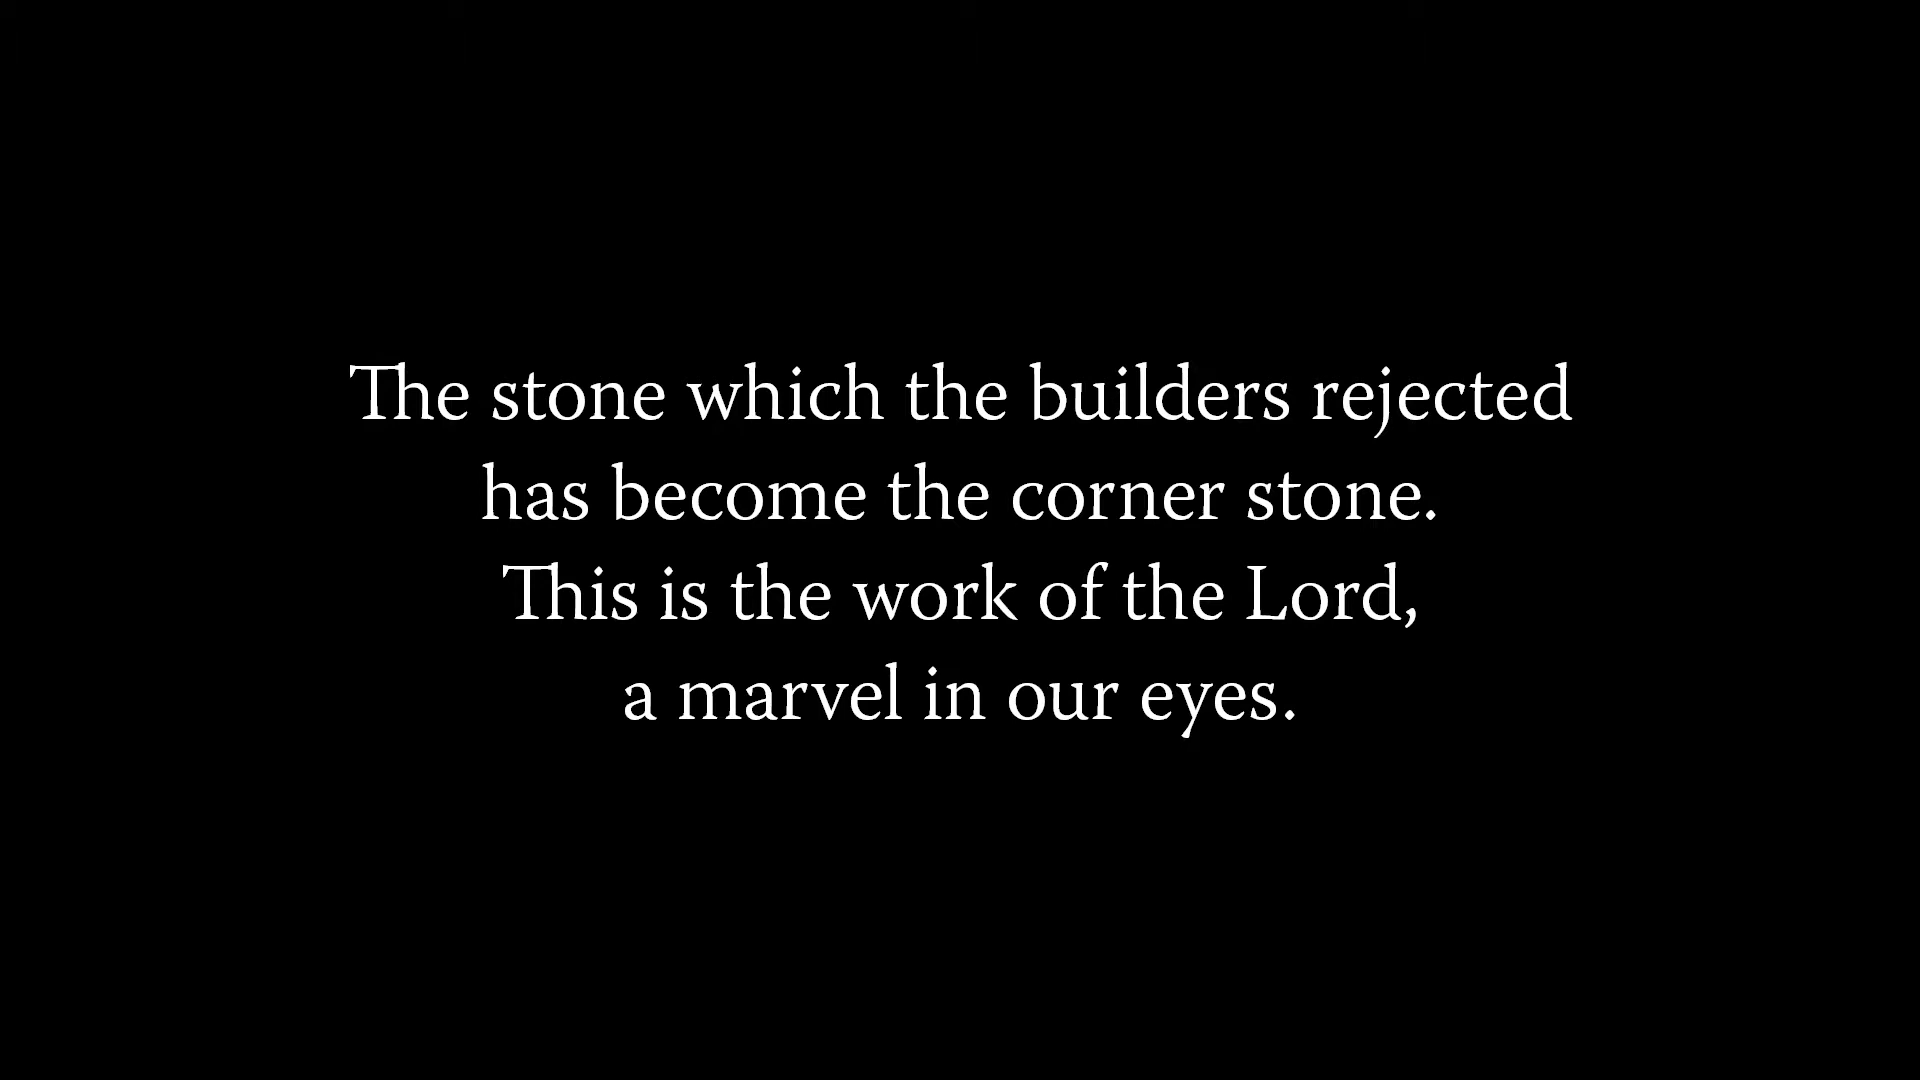 The stone which the builders rejected
has become the corner stone.
This is the work of the Lord,
a marvel in our eyes.